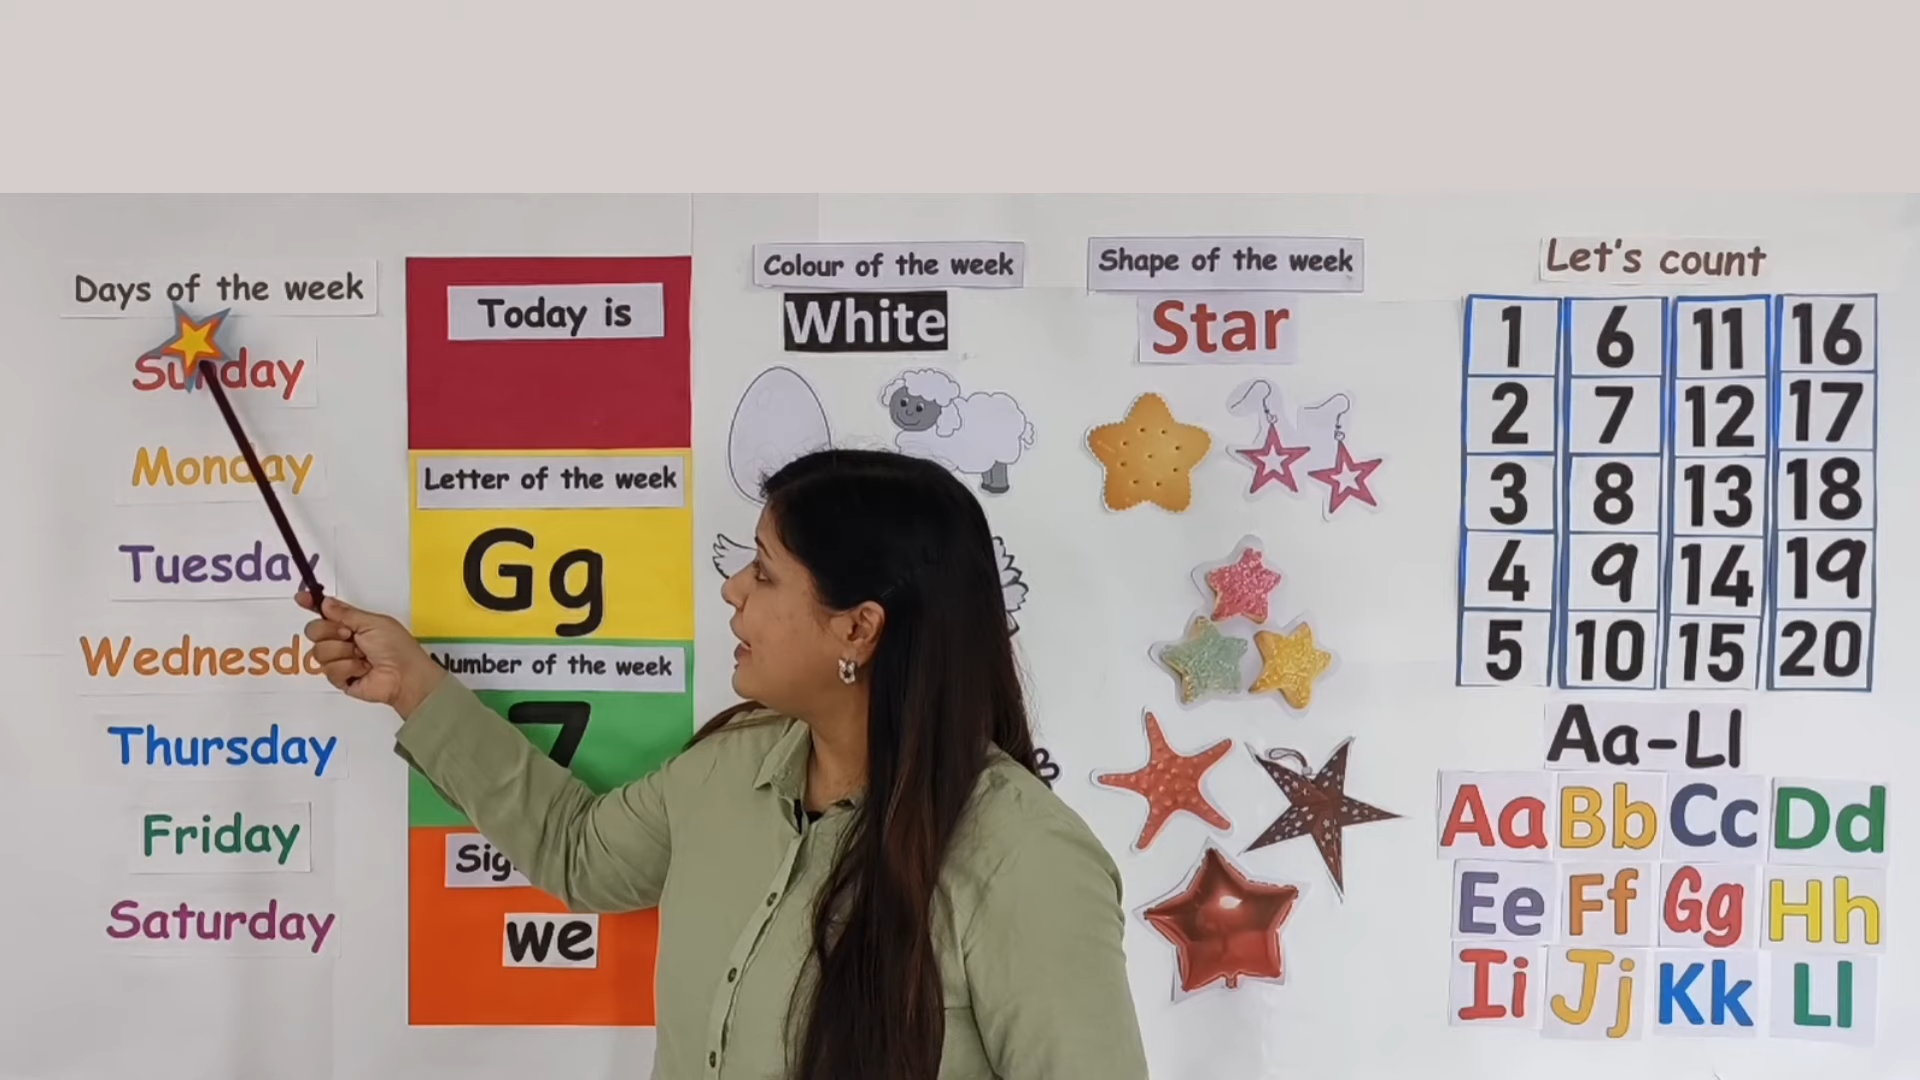 Days of the week
Sunday
Monday
Tuesday
Wednesday
Thursday
Friday
Saturday
Today is
Letter of the week
Gg
Number of the week
7
we
Colour of the week
White
Shape of the week
Star
Let's count
1 6 11 16
2 7 12 17
3 8 13 18
4 9 14 19
5 10 15 20
Aa-Ll
Aa Bb Cc Dd
Ee Ff Gg Hh
Ii Jj Kk Ll